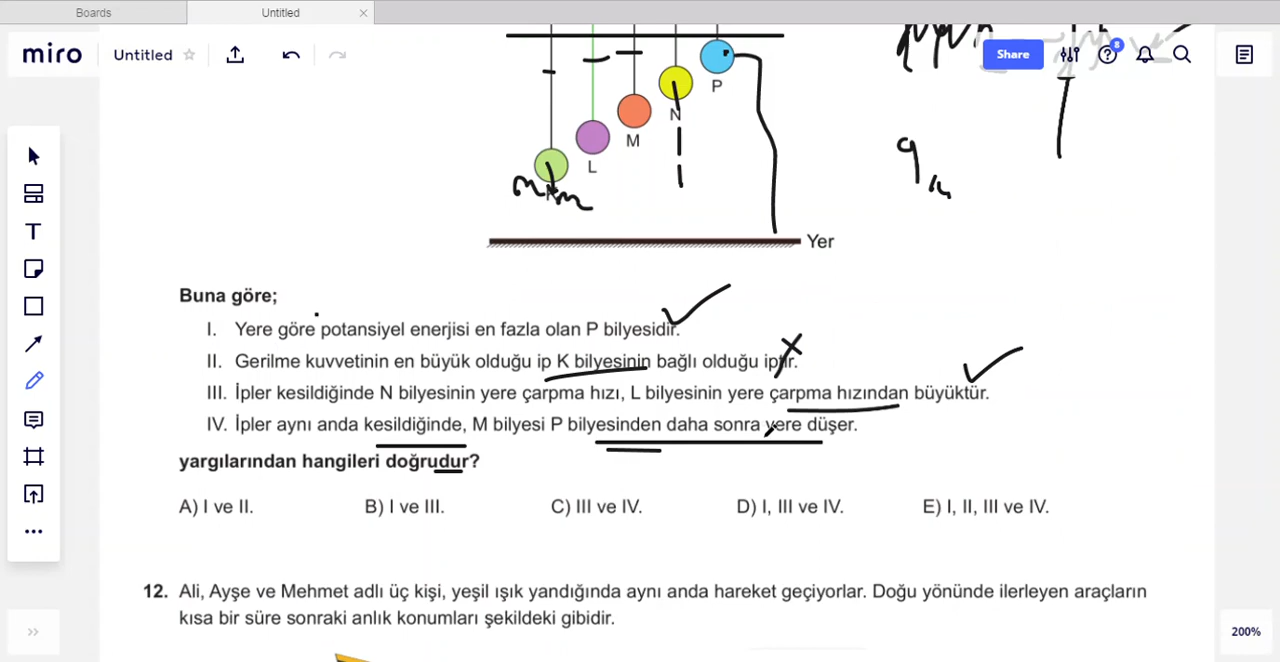 Boards Untitled
miro Untitled Share 8
P
N
M
L
m m
q
Yer
Buna göre;
I. Yere göre potansiyel enerjisi en fazla olan P bilyesidir.
II. Gerilme kuvvetinin en büyük olduğu ip K bilyesinin bağlı olduğu iptir.
III. İpler kesildiğinde N bilyesinin yere çarpma hızı, L bilyesinin yere çarpma hızından büyüktür.
IV. İpler aynı anda kesildiğinde, M bilyesi P bilyesinden daha sonra yere düşer.
yargılarından hangileri doğrudur?
A) I ve II. B) I ve III. C) III ve IV. D) I, III ve IV. E) I, II, III ve IV.
12. Ali, Ayşe ve Mehmet adlı üç kişi, yeşil ışık yandığında aynı anda hareket geçiyorlar. Doğu yönünde ilerleyen araçların
kısa bir süre sonraki anlık konumları şekildeki gibidir.
200%